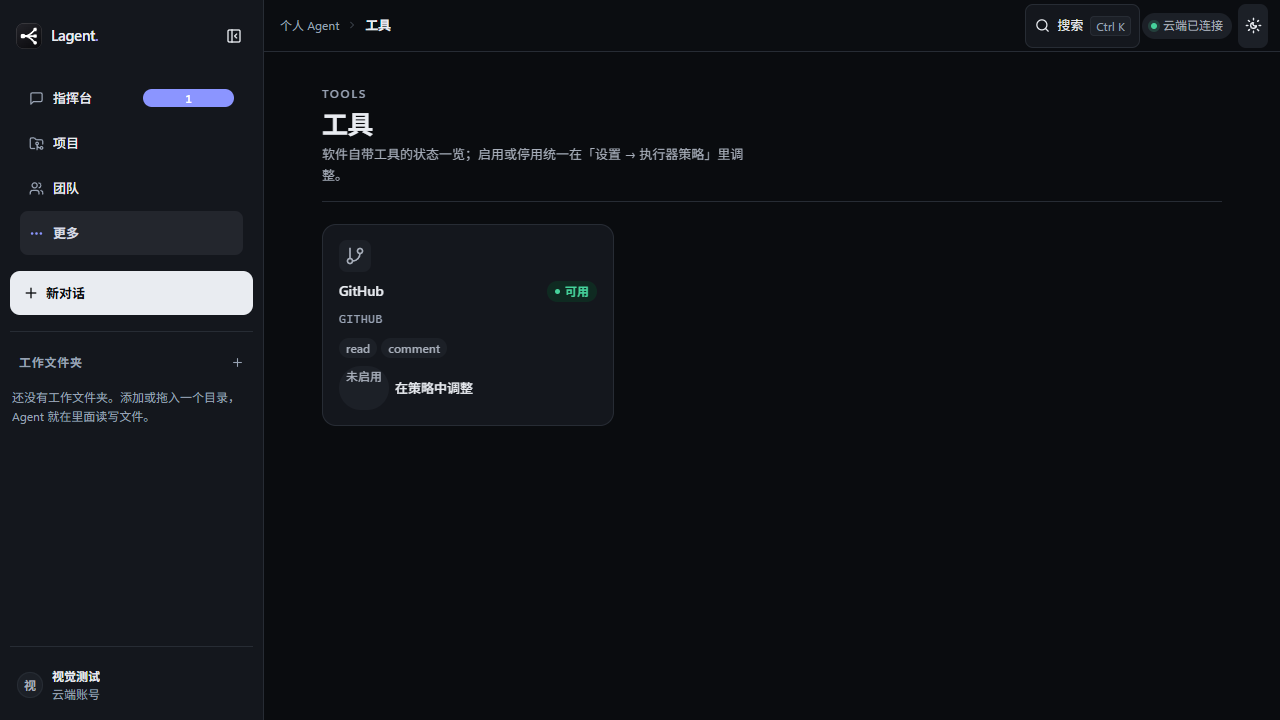 Lagent.
指挥台
1
项目
团队
更多
新对话
工作文件夹
还没有工作文件夹。添加或拖入一个目录，
Agent 就在里面读写文件。
视
视觉测试
云端账号
个人 Agent
工具
搜索
Ctrl K
云端已连接
TOOLS
工具
软件自带工具的状态一览；启用或停用统一在「设置 → 执行器策略」里调
整。
GitHub
可用
GITHUB
read
comment
未启用
在策略中调整